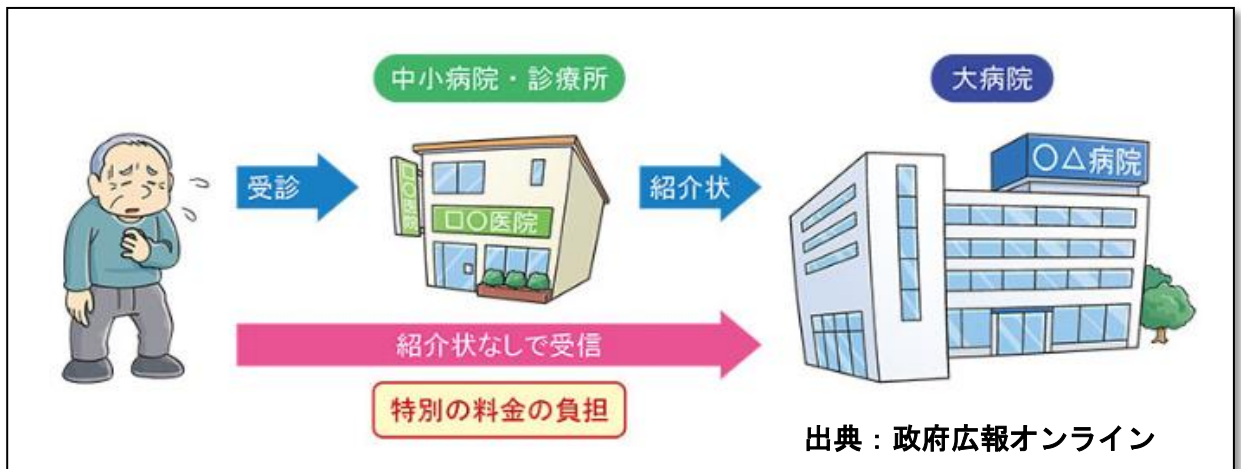 中小病院・診療所
大病院
受診
口〇医院
口〇医院
紹介状
〇△病院
紹介状なしで受信
特別の料金の負担
出典：政府広報オンライン